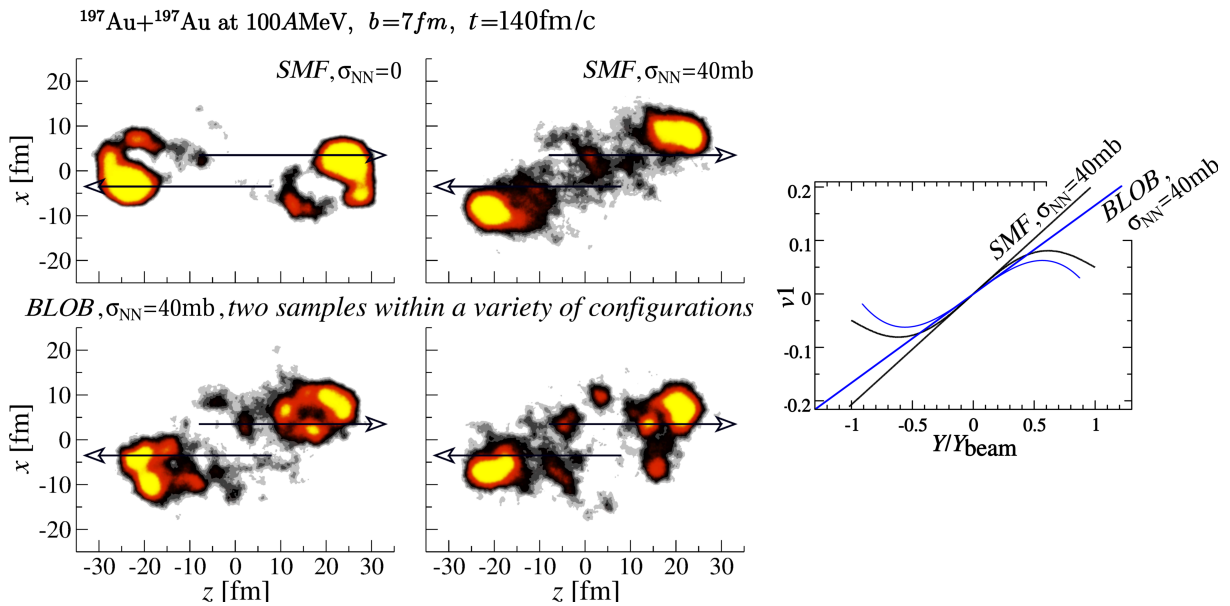 ¹⁹⁷Au+¹⁹⁷Au at 100AMeV, b=7fm, t=140fm/c
SMF, σNN=0
SMF, σNN=40mb
20
10
0
-10
-20
x [fm]
BLOB, σNN=40mb, two samples within a variety of configurations
20
10
0
-10
-20
x [fm]
-30 -20 -10 0 10 20 30
z [fm]
-30 -20 -10 0 10 20 30
z [fm]
SMF, σNN=40mb
BLOB,
σNN=40mb
0.2
0.1
0
-0.1
-0.2
v1
-1 -0.5 0 0.5 1
Y/Ybeam